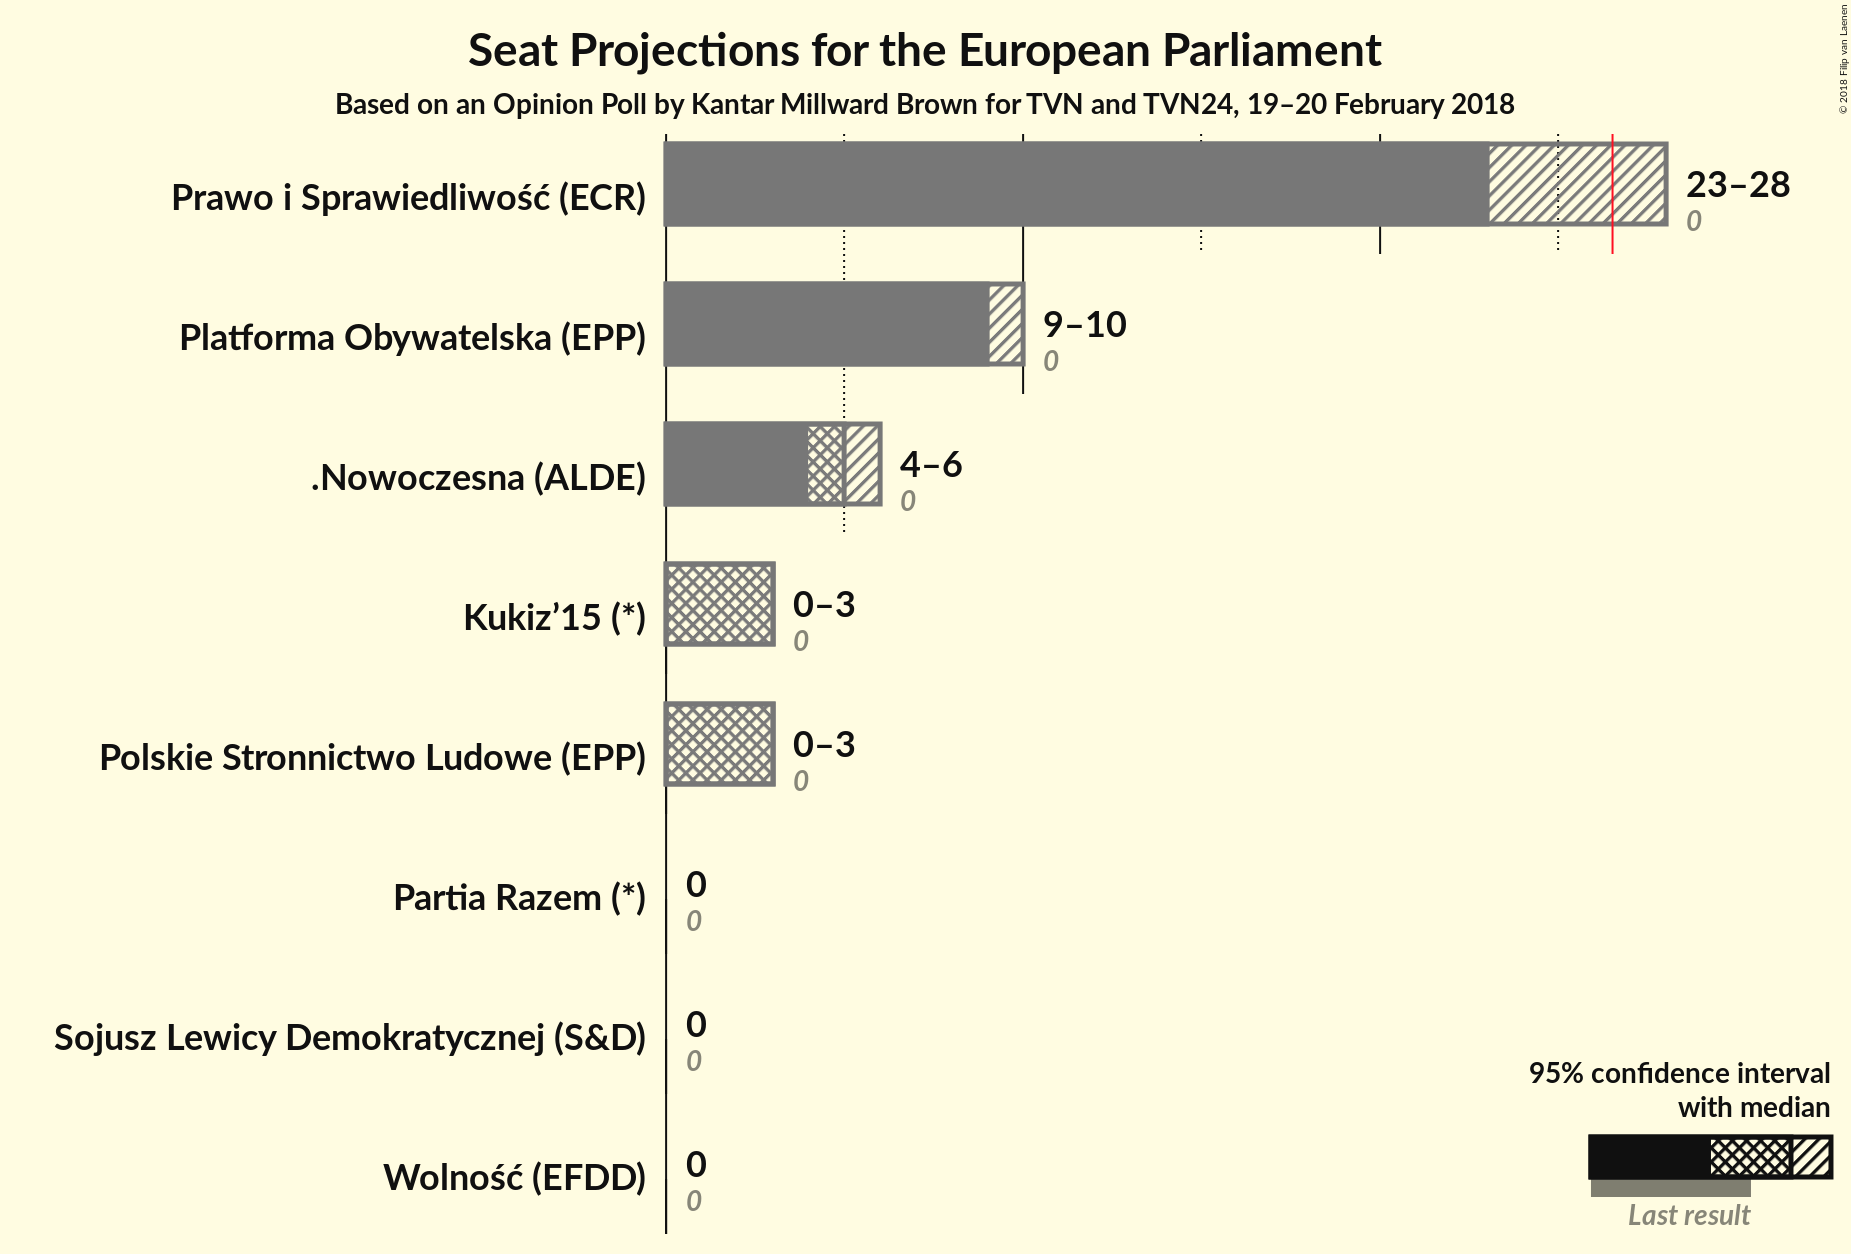 Seat Projections for the European Parliament
Based on an Opinion Poll by Kantar Millward Brown for TVN and TVN24, 19–20 February 2018
© 2018 Filip van Laenen
Prawo i Sprawiedliwość (ECR)
23–28
0
Platforma Obywatelska (EPP)
9–10
0
.Nowoczesna (ALDE)
4–6
0
Kukiz’15 (*)
0–3
0
Polskie Stronnictwo Ludowe (EPP)
0–3
0
Partia Razem (*)
0
0
Sojusz Lewicy Demokratycznej (S&D)
0
0
Wolność (EFDD)
0
0
95% confidence interval
with median
Last result